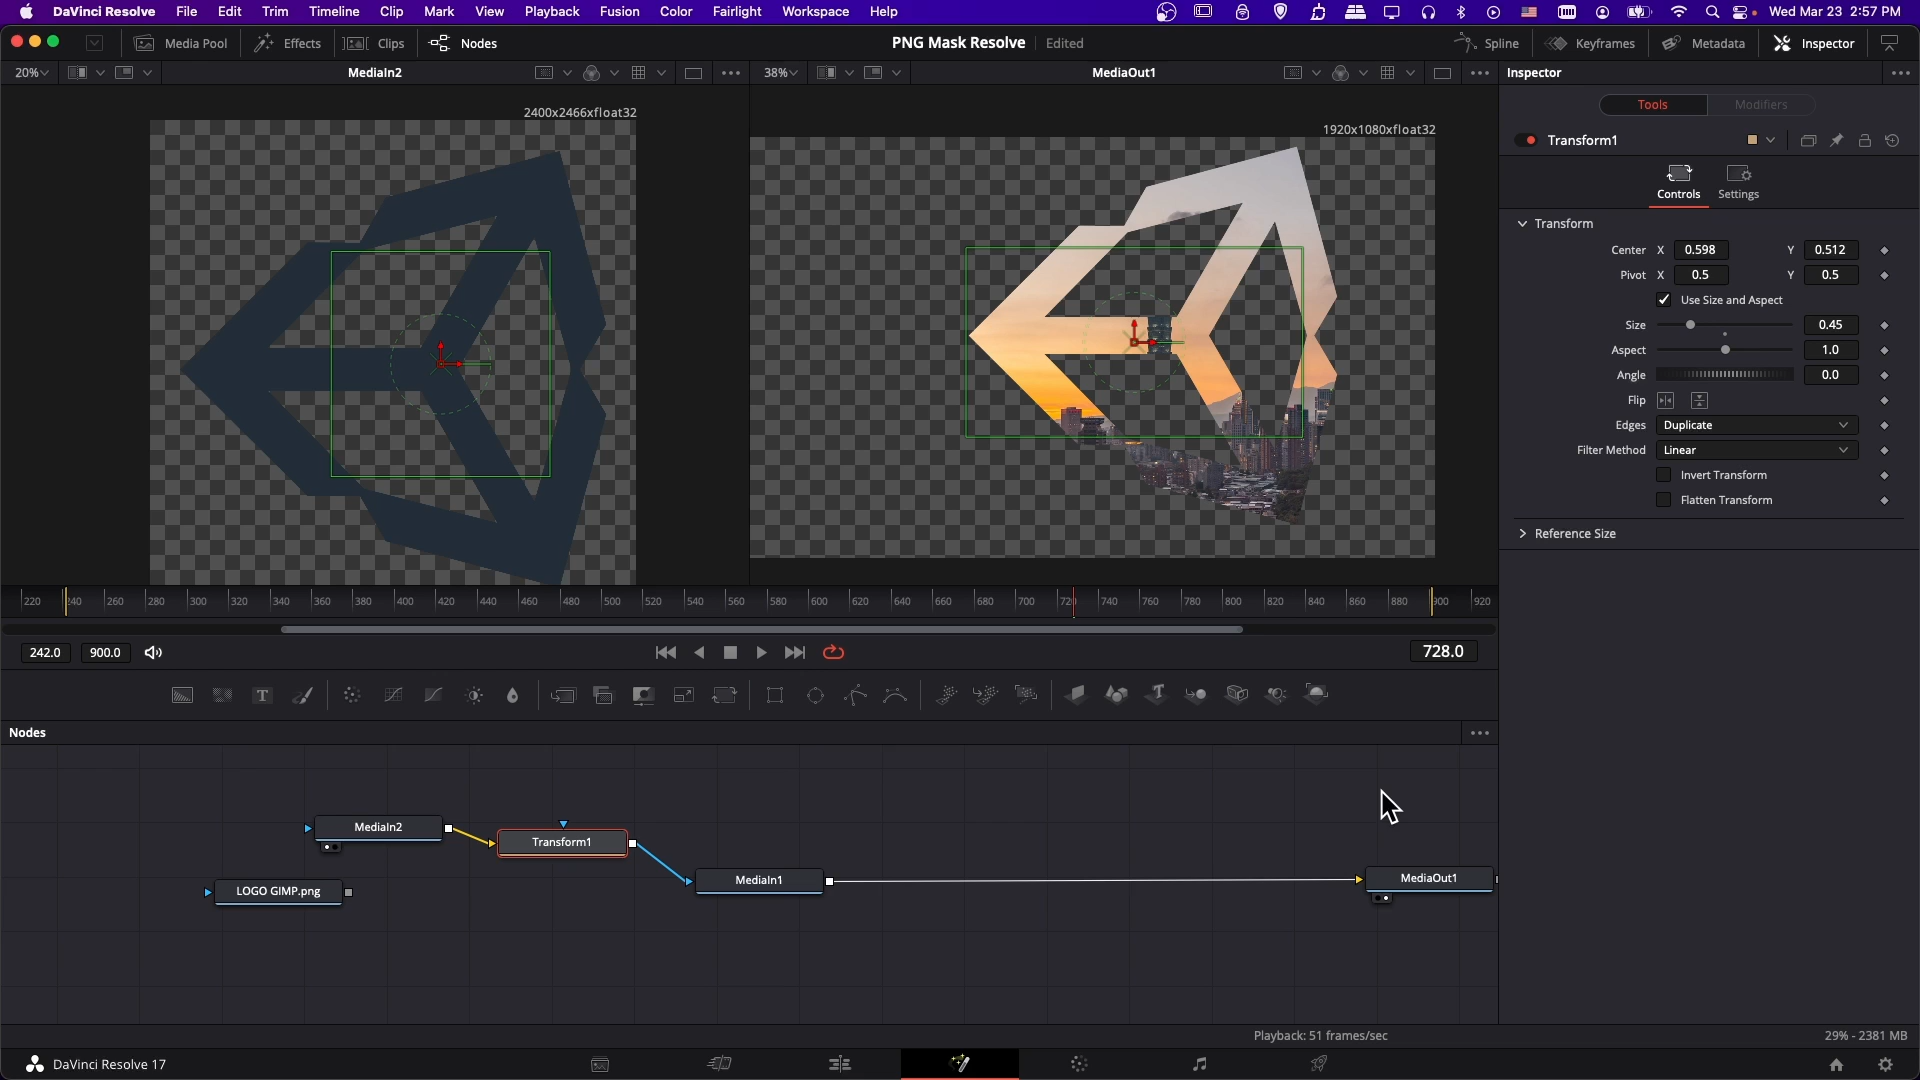 DaVinci Resolve File Edit Trim Timeline Clip Mark View Playback Fusion Color Fairlight Workspace Help Wed Mar 23 2:57 PM
Media Pool Effects Clips Nodes PNG Mask Resolve Edited Spline Keyframes Metadata Inspector
20% MediaIn2 38% MediaOut1 Inspector
2400x2466xfloat32
1920x1080xfloat32
Tools Modifiers
Transform1
Controls Settings
Transform
Center X 0.598 Y 0.512
Pivot X 0.5 Y 0.5
Use Size and Aspect
Size 0.45
Aspect 1.0
Angle 0.0
Flip
Edges Duplicate
Filter Method Linear
Invert Transform
Flatten Transform
Reference Size
220 260 280 300 320 340 360 380 400 420 440 460 480 500 520 540 560 580 600 620 640 660 680 700 740 760 780 800 820 840 860 880 920
242.0 900.0 728.0
Nodes
MediaIn2
Transform1
MediaIn1
MediaOut1
LOGO GIMP.png
Playback: 51 frames/sec 29% - 2381 MB
DaVinci Resolve 17